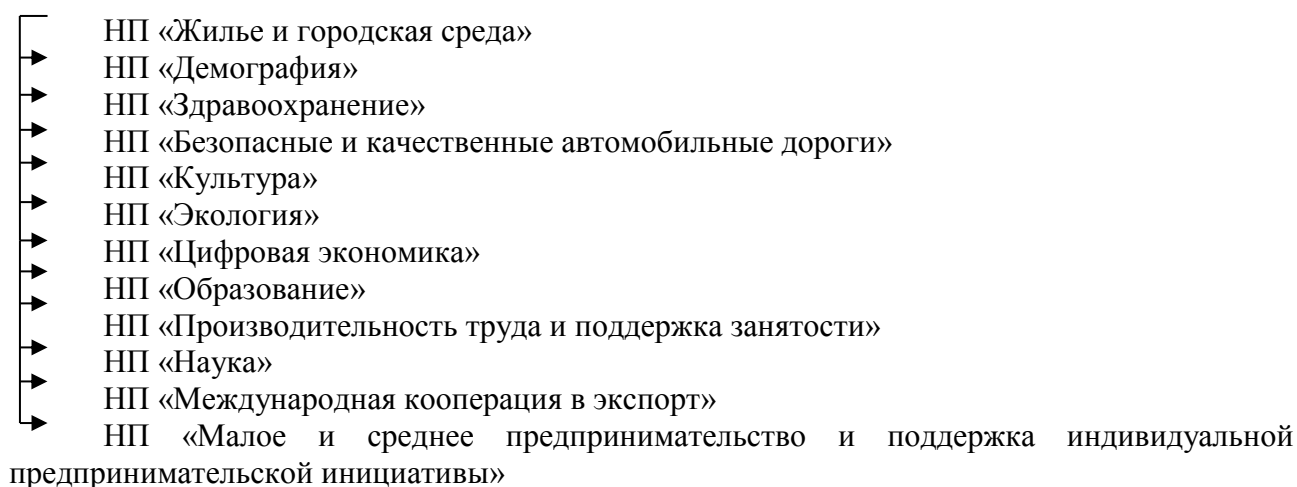 НП «Жилье и городская среда»
НП «Демография»
НП «Здравоохранение»
НП «Безопасные и качественные автомобильные дороги»
НП «Культура»
НП «Экология»
НП «Цифровая экономика»
НП «Образование»
НП «Производительность труда и поддержка занятости»
НП «Наука»
НП «Международная кооперация в экспорт»
НП «Малое и среднее предпринимательство и поддержка индивидуальной
предпринимательской инициативы»